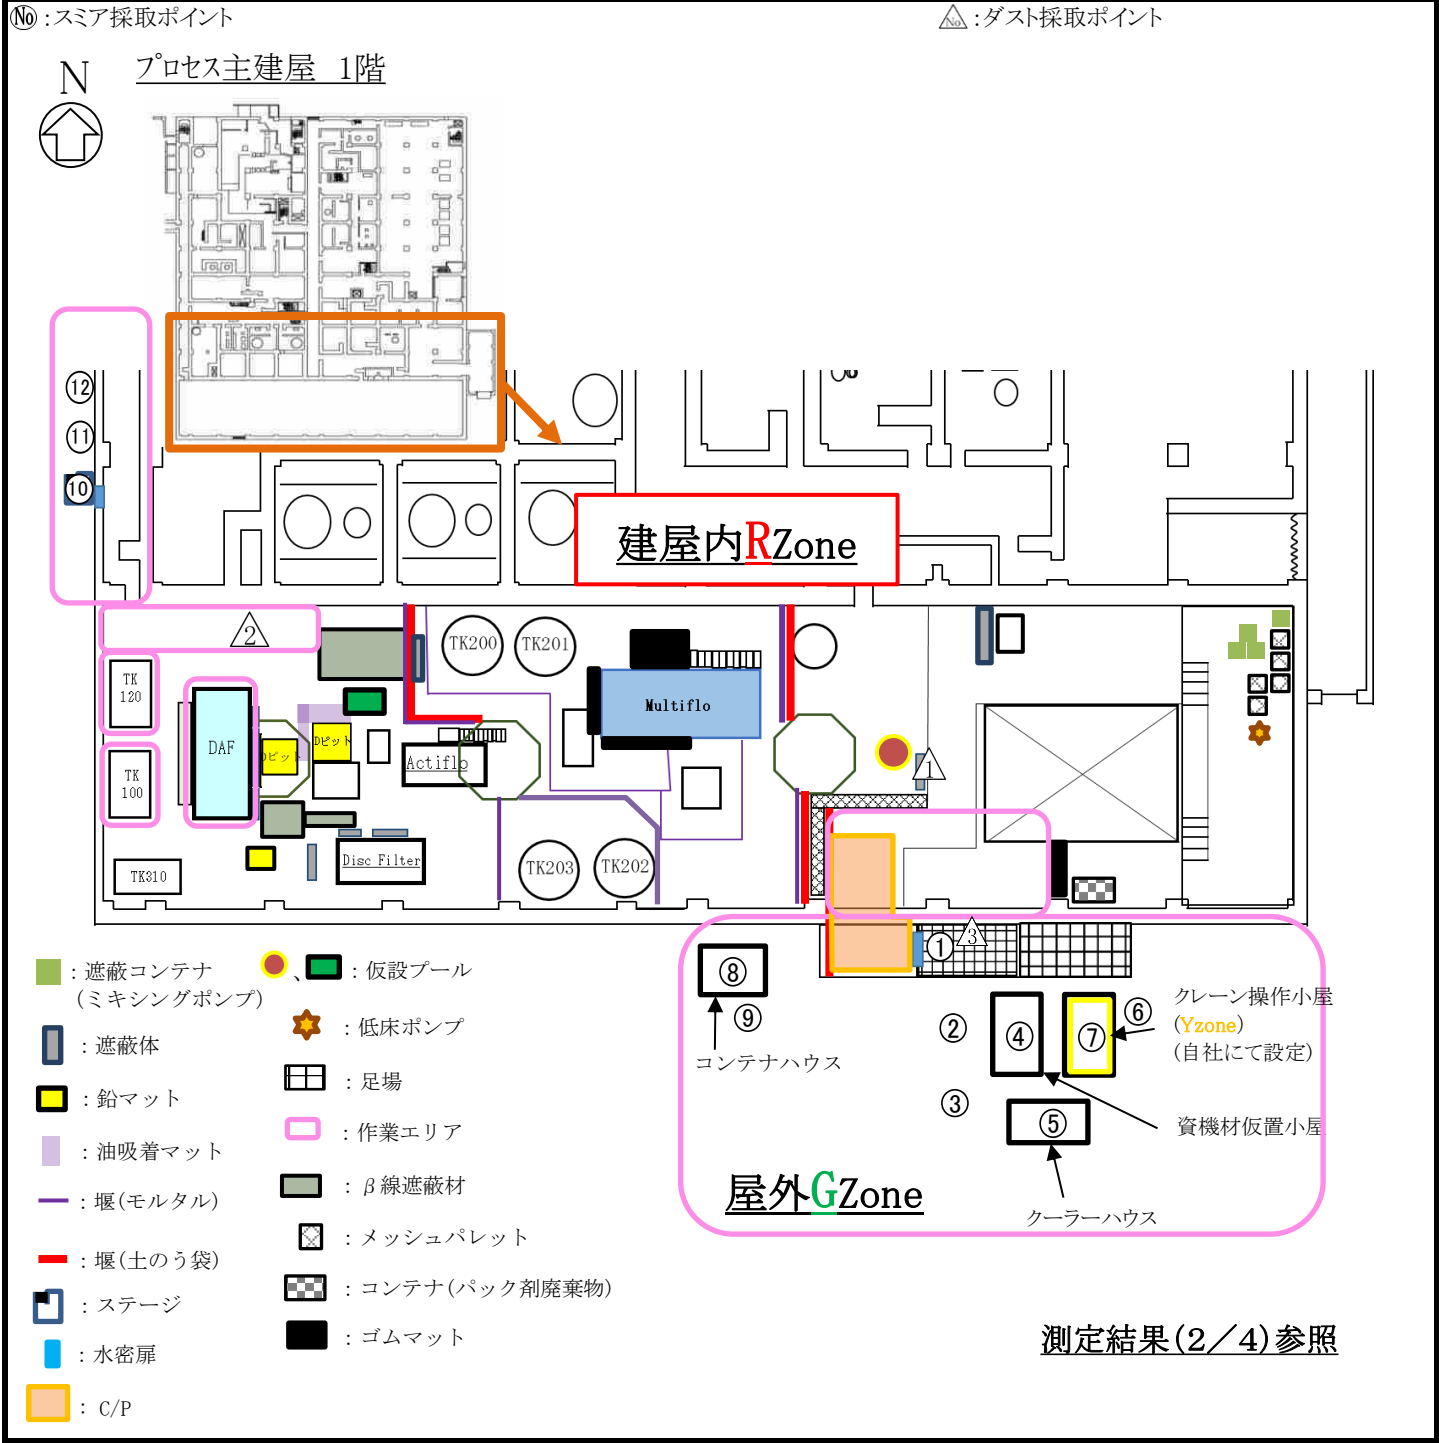 No：スミア採取ポイント
No：ダスト採取ポイント
N
プロセス主建屋　1階
⑫
⑪
⑩
建屋内RZone
2
TK200
TK201
TK
120
DAF
Dピット
Dピット
Multiflo
Actiflo
1
TK
100
Disc Filter
TK203
TK202
TK310
①
3
⑧
⑨
コンテナハウス
②
③
④
⑦
⑥
⑤
クレーン操作小屋
(Yzone)
(自社にて設定)
資機材仮置小屋
クーラーハウス
屋外GZone
：遮蔽コンテナ
(ミキシングポンプ)
、
：仮設プール
：遮蔽体
：低床ポンプ
：鉛マット
：足場
：油吸着マット
：作業エリア
：堰(モルタル)
：β線遮蔽材
：堰(土のう袋)
：メッシュパレット
：ステージ
：コンテナ(パック剤廃棄物)
：水密扉
：ゴムマット
：C/P
測定結果(2／4)参照